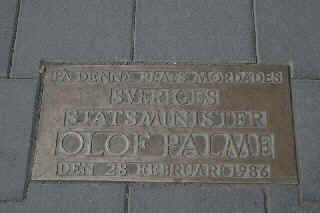 PÅ DENNA PLATS MÖRDADES
SVERIGES
STATSMINISTER
OLOF PALME
DEN 28 FEBRUARI 1986